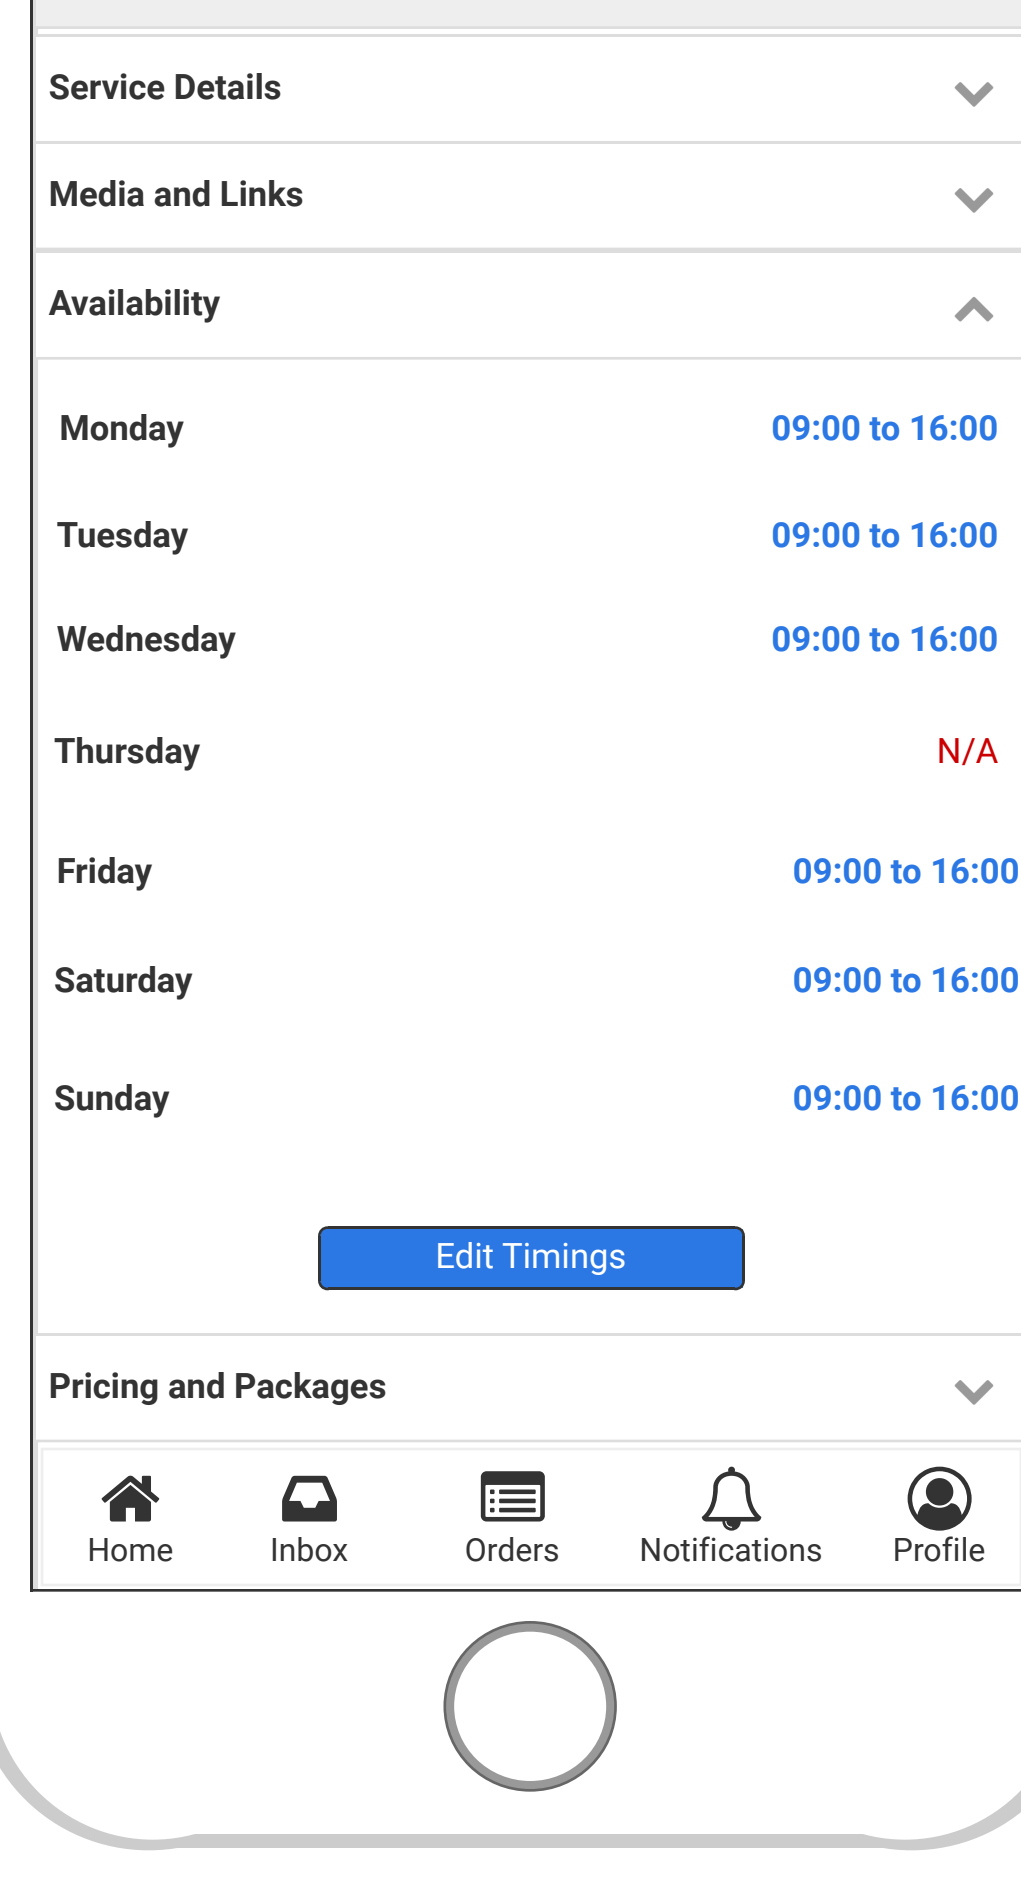 Service Details
Media and Links
Availability
Monday 09:00 to 16:00
Tuesday 09:00 to 16:00
Wednesday 09:00 to 16:00
Thursday N/A
Friday 09:00 to 16:00
Saturday 09:00 to 16:00
Sunday 09:00 to 16:00
Edit Timings
Pricing and Packages
Home Inbox Orders Notifications Profile